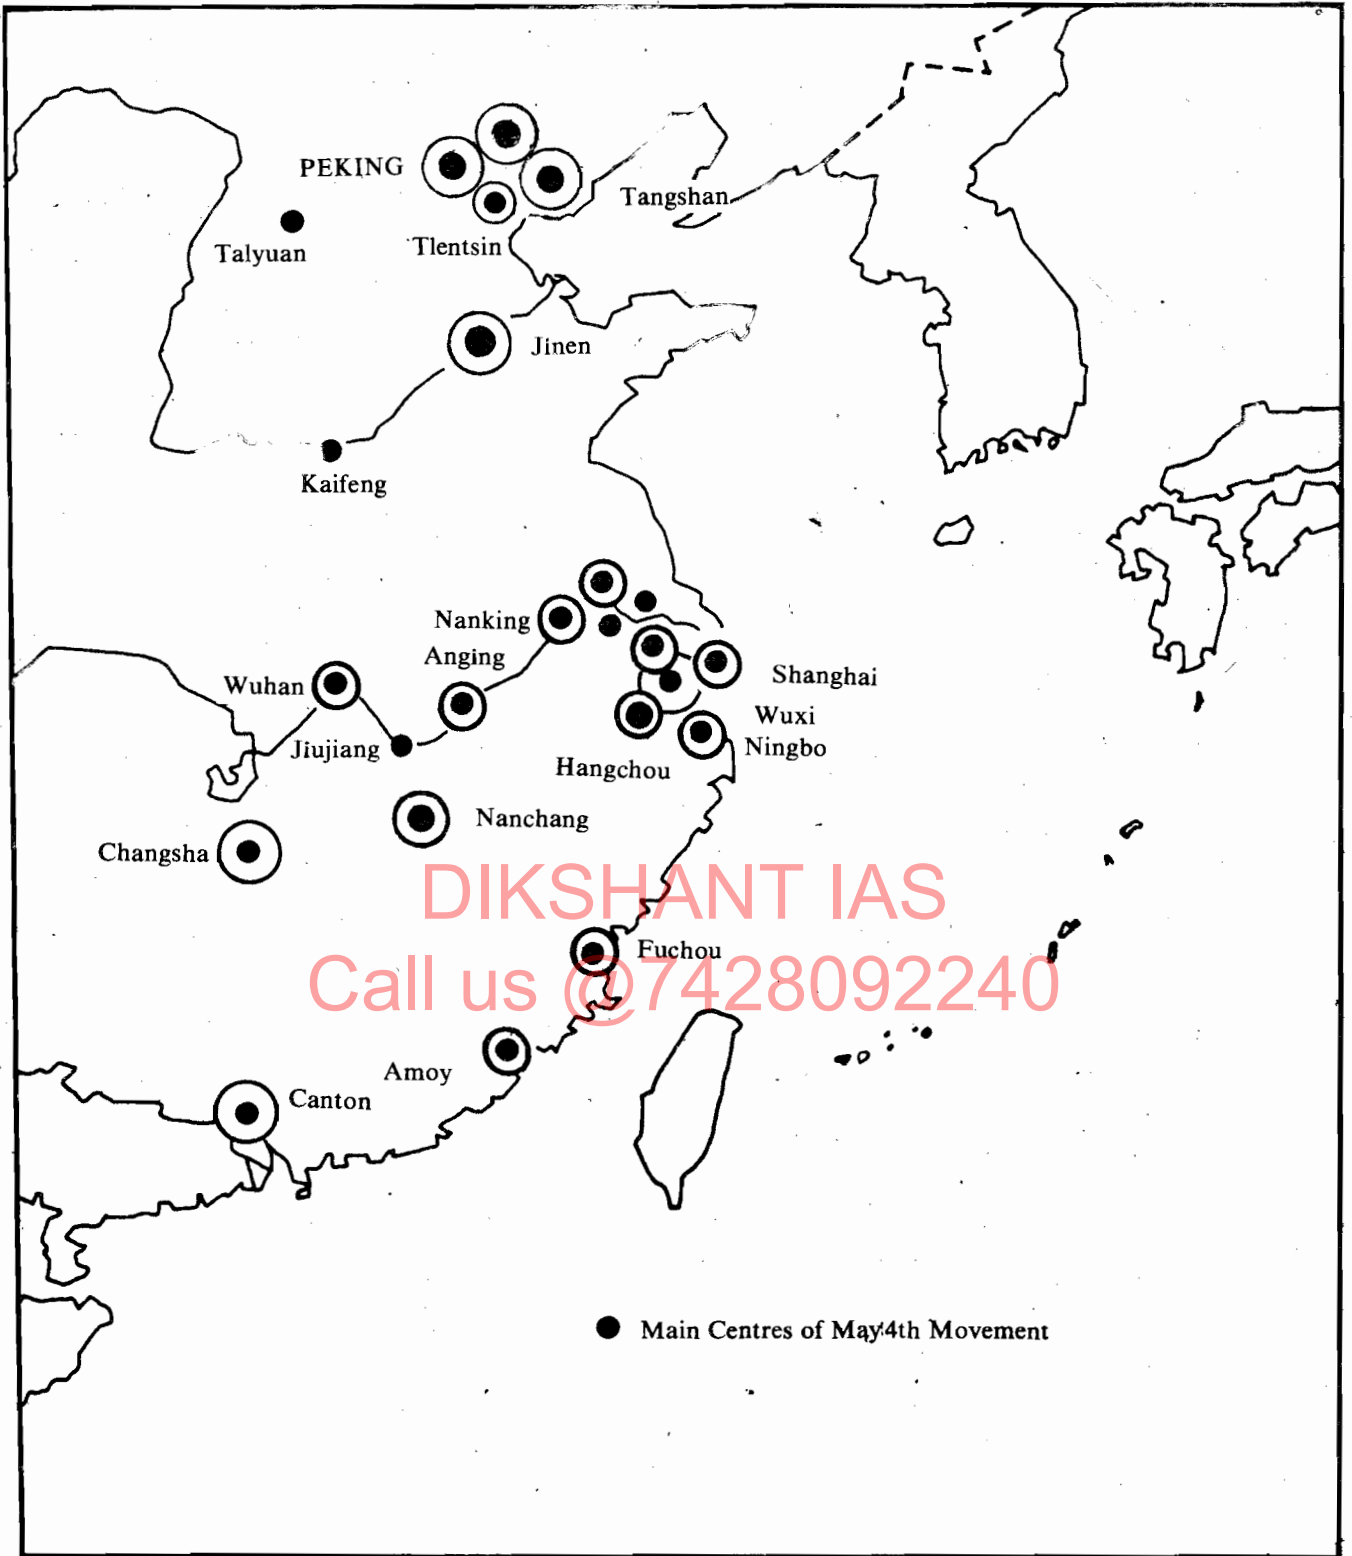 PEKING
Tangshan
Talyuan
Tlentsin
Jinen
Kaifeng
Nanking
Anging
Shanghai
Wuhan
Wuxi
Jiujiang
Ningbo
Hangchou
Nanchang
Changsha
DIKSHANT IAS
Fuchou
Call us @7428092240
Amoy
Canton
Main Centres of May 4th Movement